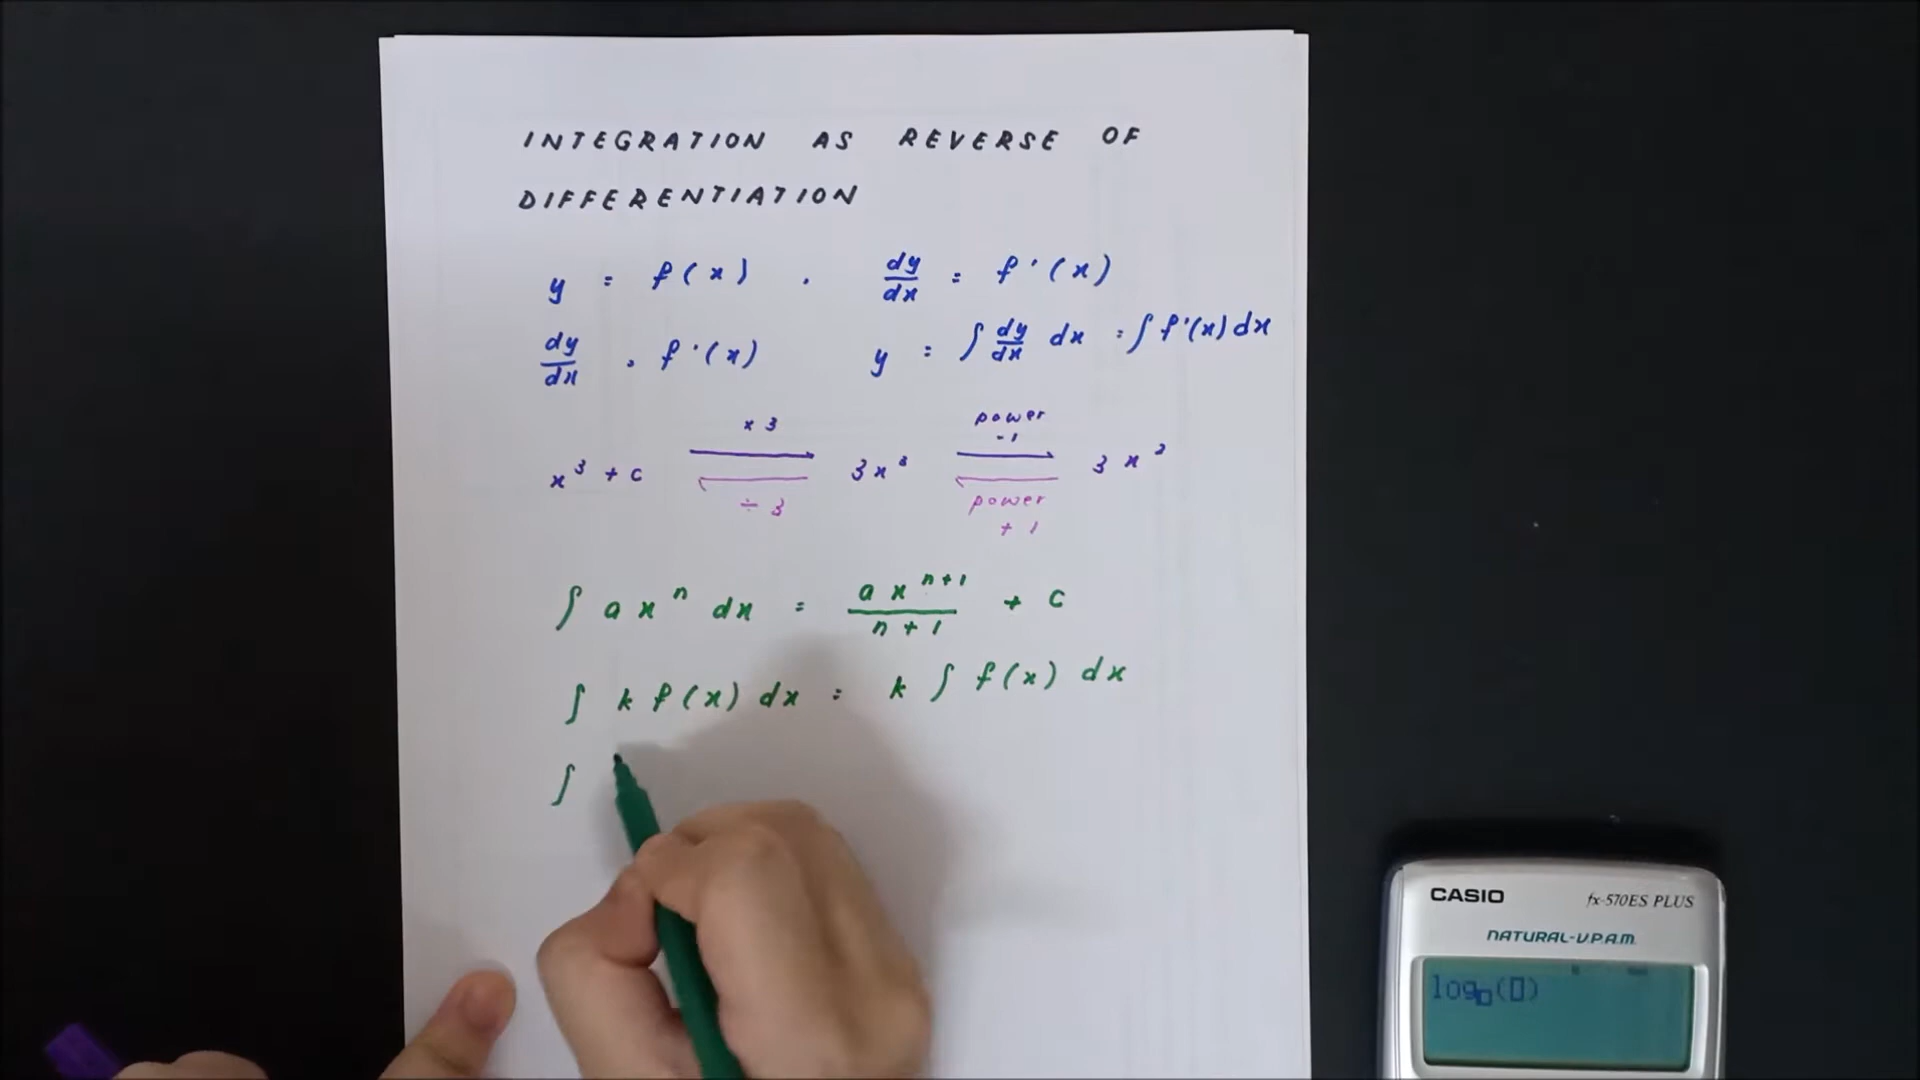 INTEGRATION AS REVERSE OF
DIFFERENTIATION
y = f(x) . dy/dx = f'(x)
dy/dx = f'(x) y = ∫ dy/dx dx = ∫ f'(x) dx
x³ + c ×3 ÷3 3x³ power -1 power +1 3x²
∫ a xⁿ dx = a xⁿ⁺¹ / n+1 + c
∫ k f(x) dx = k ∫ f(x) dx
∫
CASIO fx-570ES PLUS
NATURAL-V.P.A.M.
log▯(▯)